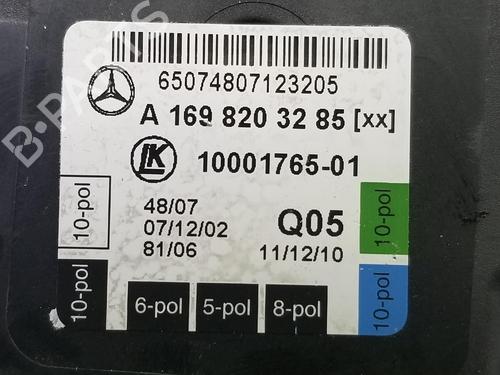 65074807123205
A 169 820 32 85 [xx]
LK 10001765-01
48/07
07/12/02
81/06
Q05
11/12/10
10-pol
10-pol
10-pol
10-pol
6-pol
5-pol
8-pol
B-PARTS